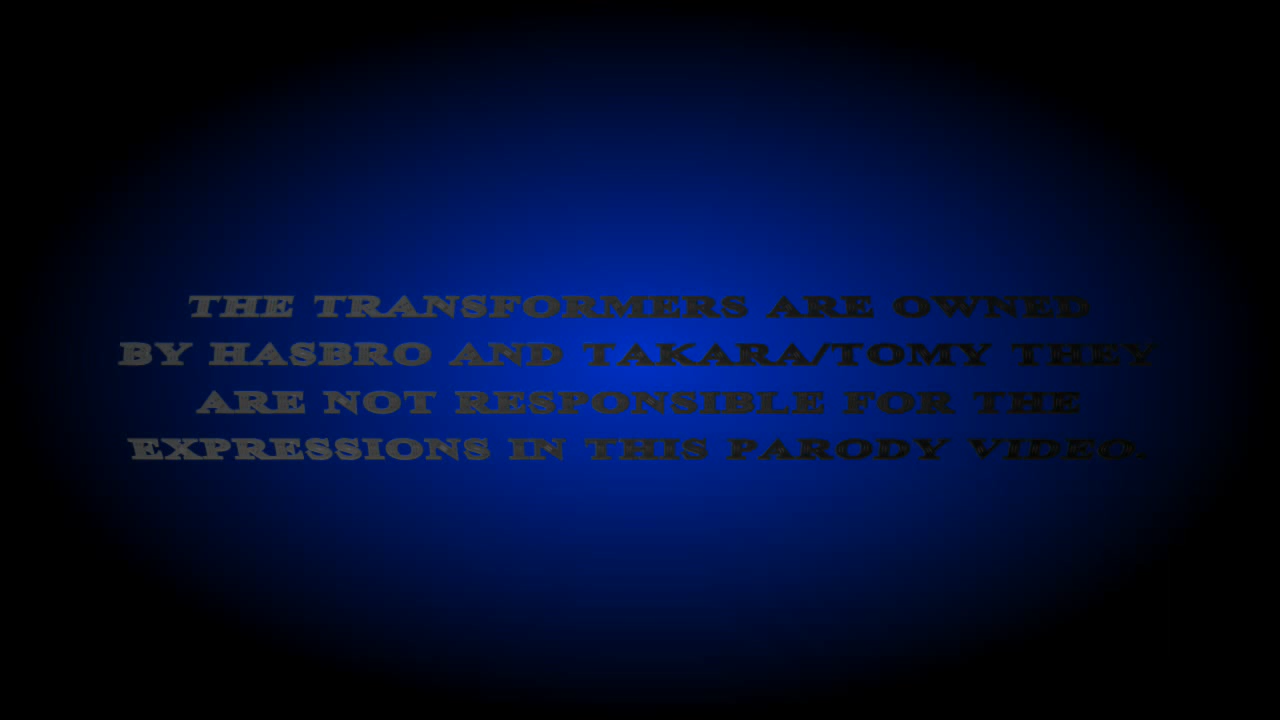 THE TRANSFORMERS ARE OWNED
BY HASBRO AND TAKARA/TOMY THEY
ARE NOT RESPONSIBLE FOR THE
EXPRESSIONS IN THIS PARODY VIDEO.